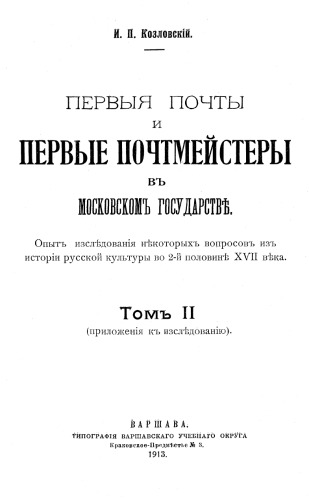 И. П. Козловскій.
ПЕРВЫЯ ПОЧТЫ
И
ПЕРВЫЕ ПОЧТМЕЙСТЕРЫ
ВЪ
МОСКОВСКОМЪ ГОСУДАРСТВѢ.
Опытъ изслѣдованія нѣкоторыхъ вопросовъ изъ
исторіи русской культуры во 2-й половинѣ XVII вѣка.
Томъ II
(приложенія къ изслѣдованію).
ВАРШАВА.
ТИПОГРАФІЯ ВАРШАВСКАГО УЧЕБНАГО ОКРУГА
Краковское-Предмѣстье № 3.
1913.